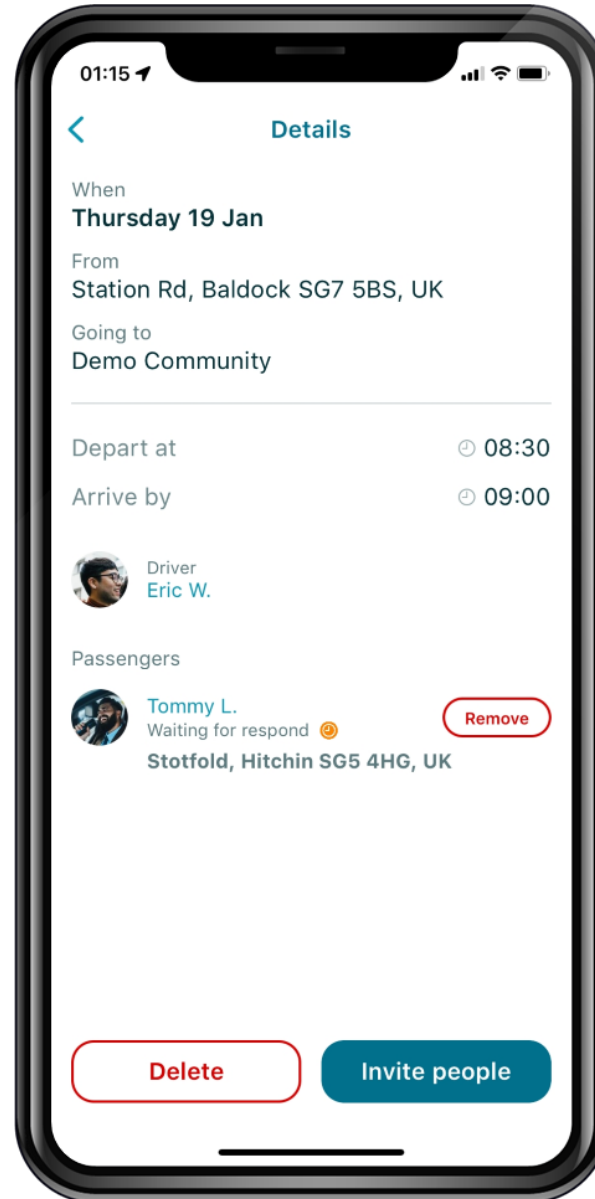 01:15
Details
When
Thursday 19 Jan
From
Station Rd, Baldock SG7 5BS, UK
Going to
Demo Community
Depart at 08:30
Arrive by 09:00
Driver
Eric W.
Passengers
Tommy L.
Waiting for respond
Remove
Stotfold, Hitchin SG5 4HG, UK
Delete
Invite people